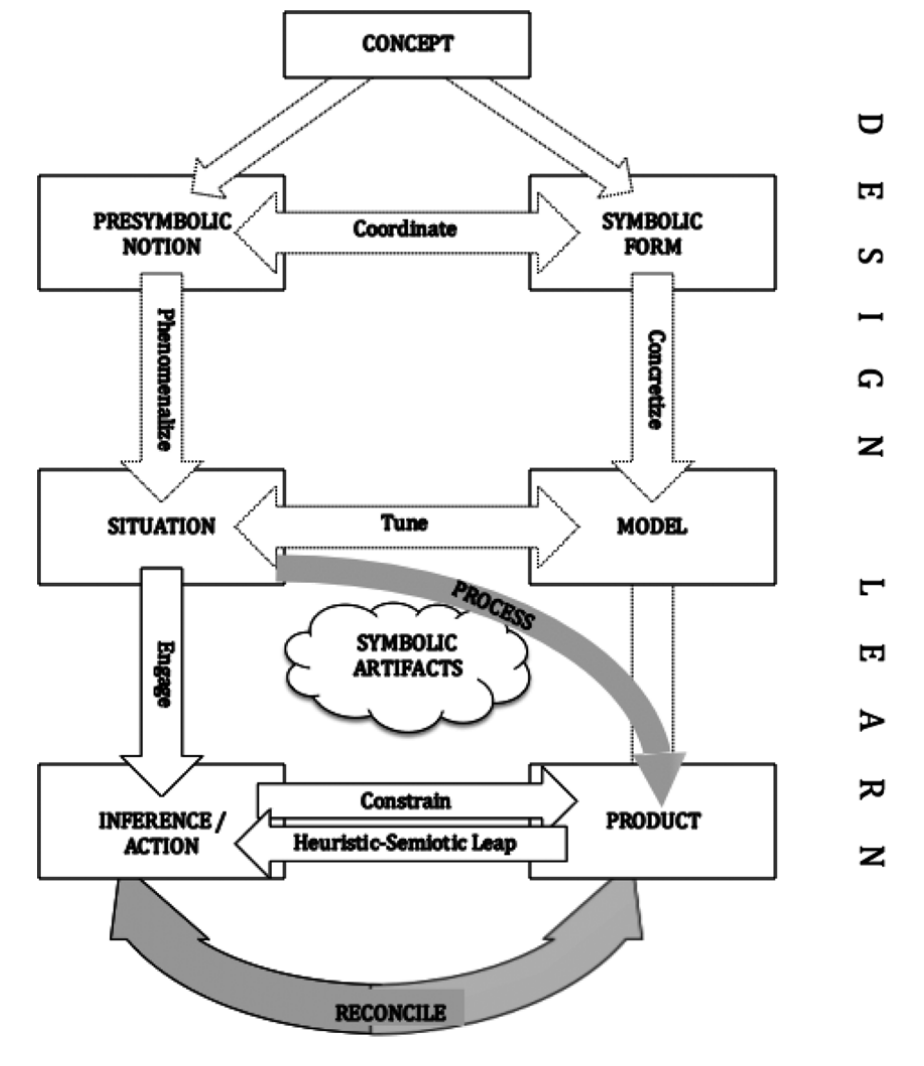 CONCEPT
PRESYMBOLIC
NOTION
Coordinate
SYMBOLIC
FORM
Phenomenalize
Concretize
DESIGN
SITUATION
Tune
MODEL
PROCESS
SYMBOLIC
ARTIFACTS
Engage
LEARN
INFERENCE /
ACTION
Constrain
Heuristic-Semiotic Leap
PRODUCT
RECONCILE